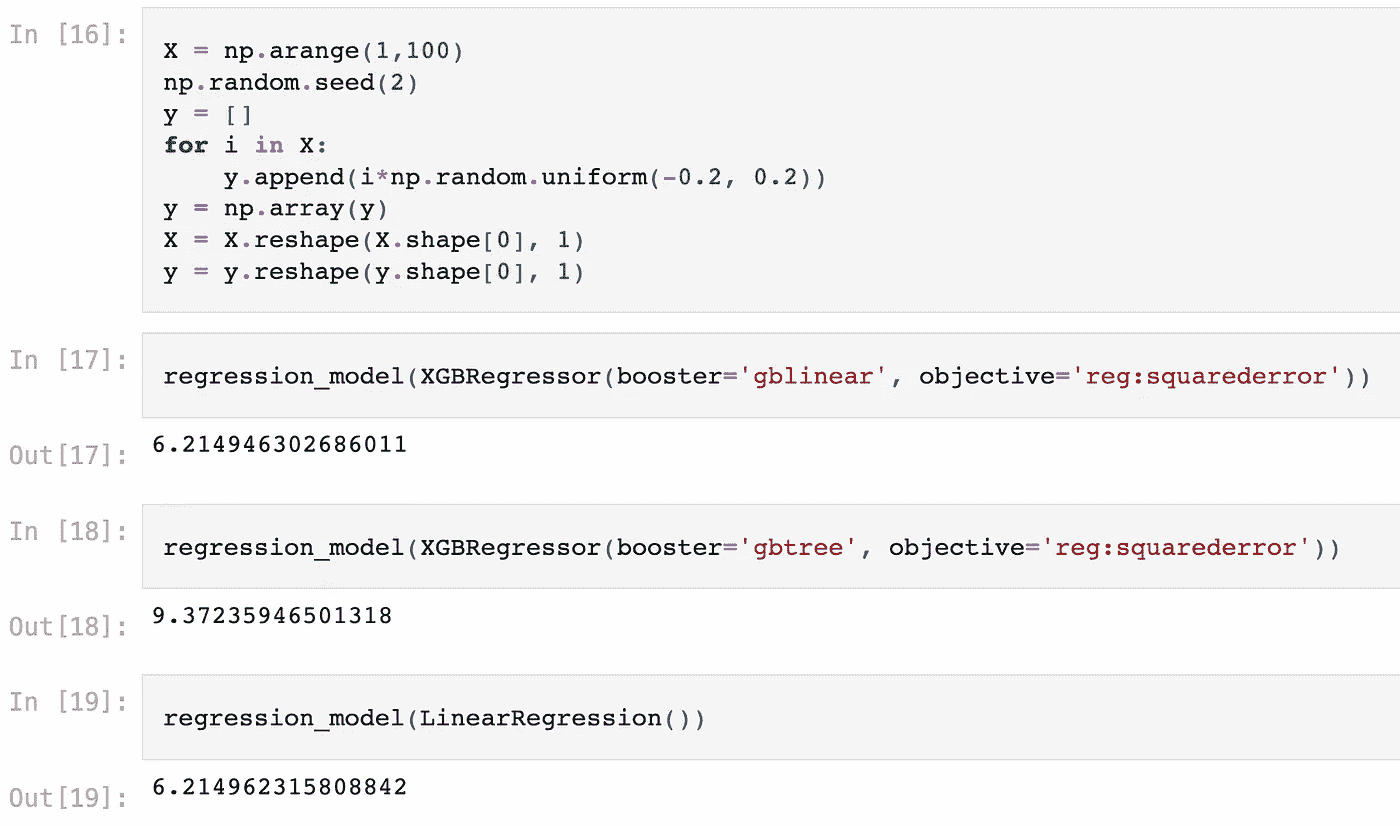 In [16]:
X = np.arange(1,100)
np.random.seed(2)
y = []
for i in X:
    y.append(i*np.random.uniform(-0.2, 0.2))
y = np.array(y)
X = X.reshape(X.shape[0], 1)
y = y.reshape(y.shape[0], 1)
In [17]:
regression_model(XGBRegressor(booster='gblinear', objective='reg:squarederror'))
Out[17]:
6.214946302686011
In [18]:
regression_model(XGBRegressor(booster='gbtree', objective='reg:squarederror'))
Out[18]:
9.37235946501318
In [19]:
regression_model(LinearRegression())
Out[19]:
6.214962315808842